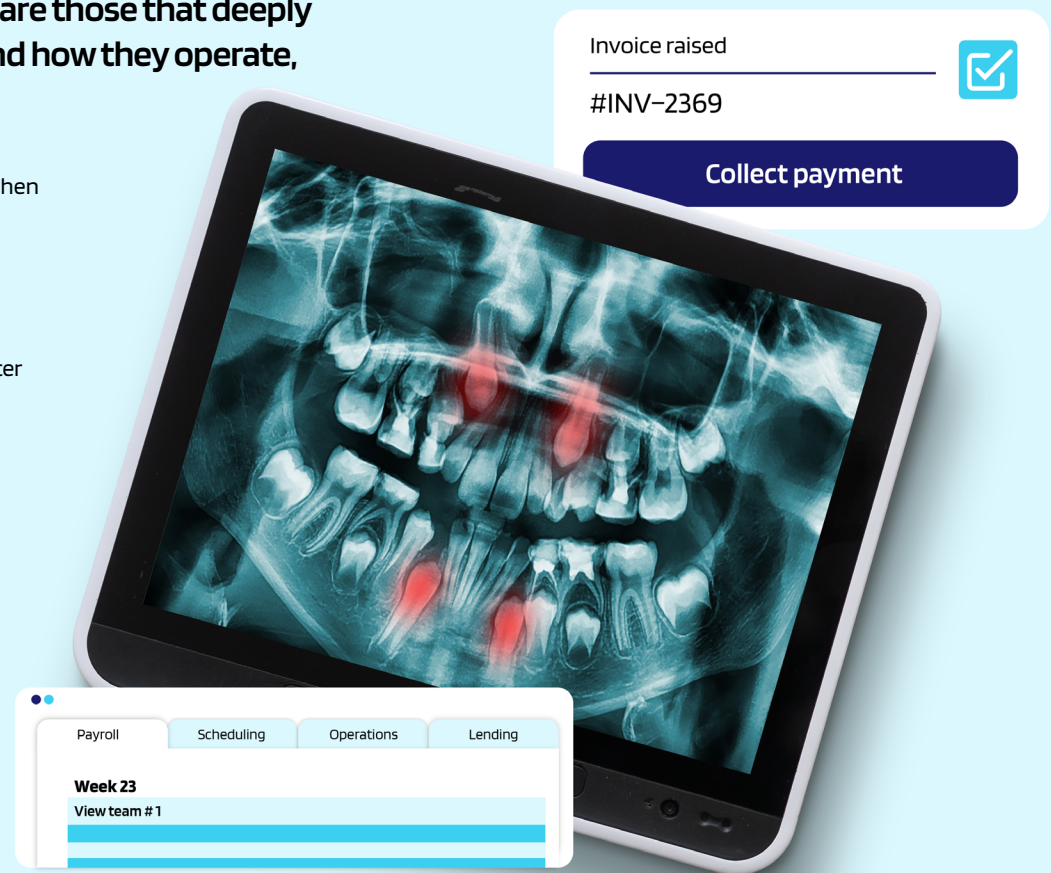 are those that deeply
nd how they operate,
hen
ter
Invoice raised
#INV–2369
Collect payment
Payroll
Scheduling
Operations
Lending
Week 23
View team # 1